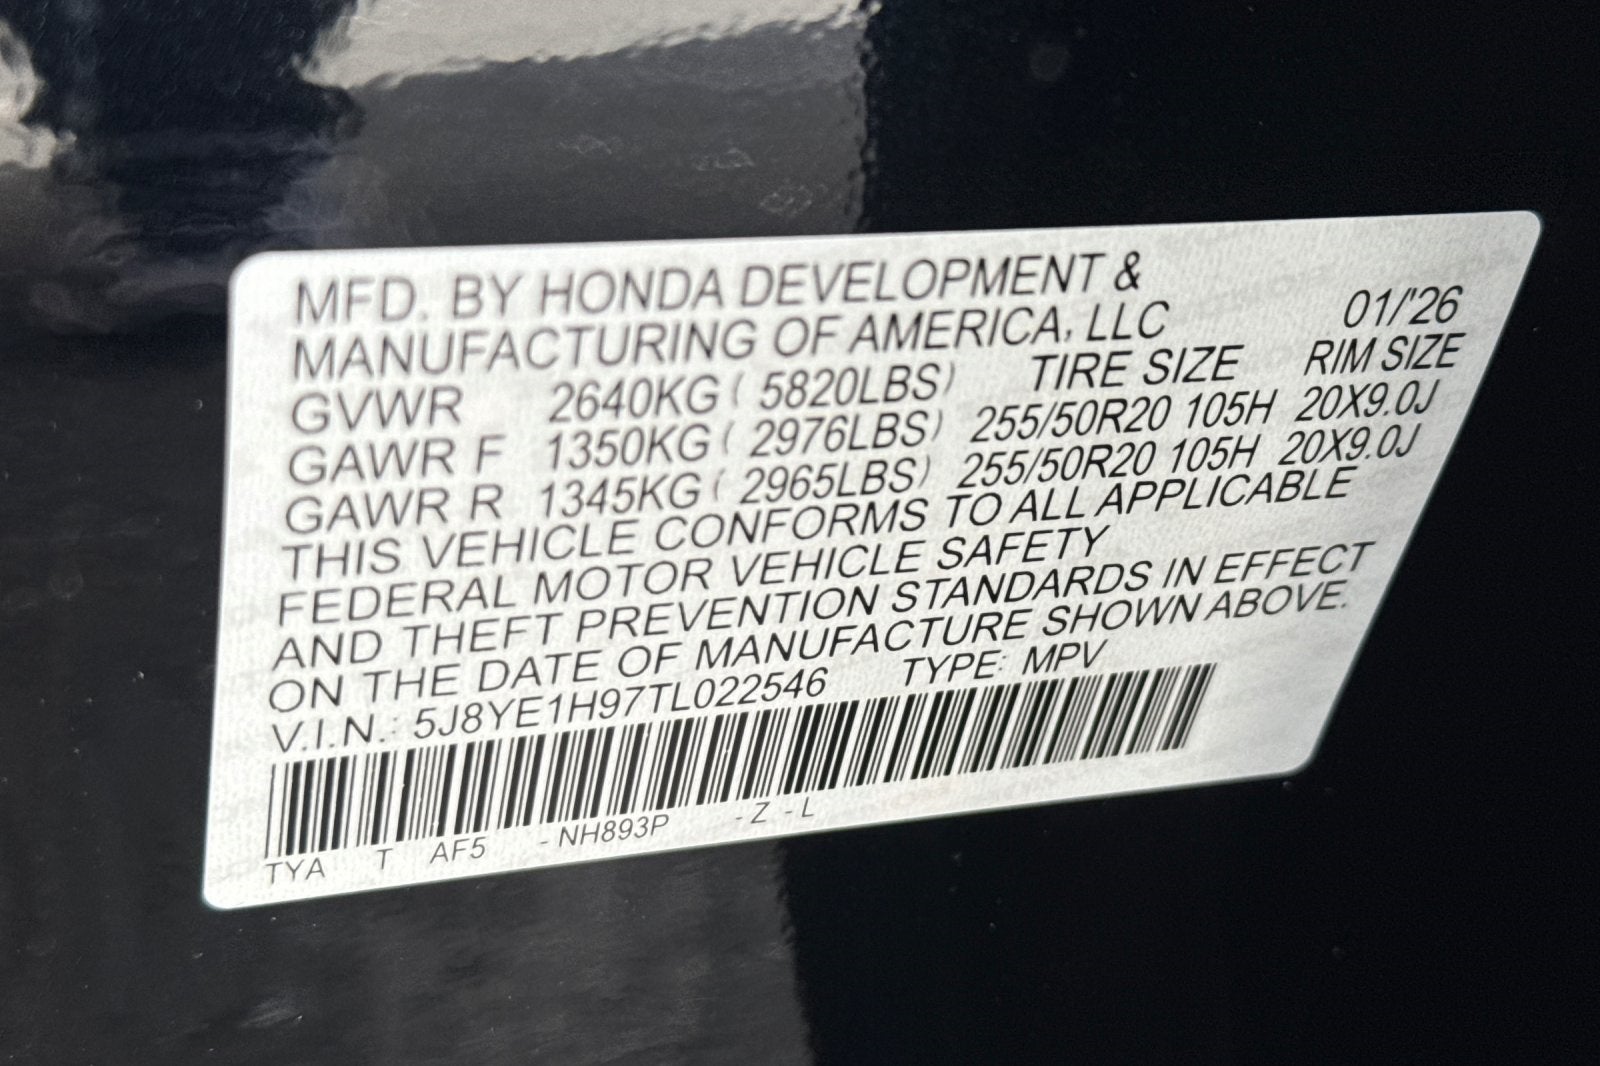 MFD. BY HONDA DEVELOPMENT &
MANUFACTURING OF AMERICA, LLC 01/'26
GVWR 2640KG ( 5820LBS) TIRE SIZE RIM SIZE
GAWR F 1350KG ( 2976LBS) 255/50R20 105H 20X9.0J
GAWR R 1345KG ( 2965LBS) 255/50R20 105H 20X9.0J
THIS VEHICLE CONFORMS TO ALL APPLICABLE
FEDERAL MOTOR VEHICLE SAFETY
AND THEFT PREVENTION STANDARDS IN EFFECT
ON THE DATE OF MANUFACTURE SHOWN ABOVE.
V.I.N.: 5J8YE1H97TL022546 TYPE: MPV
TYA T AF5 - NH893P - Z - L